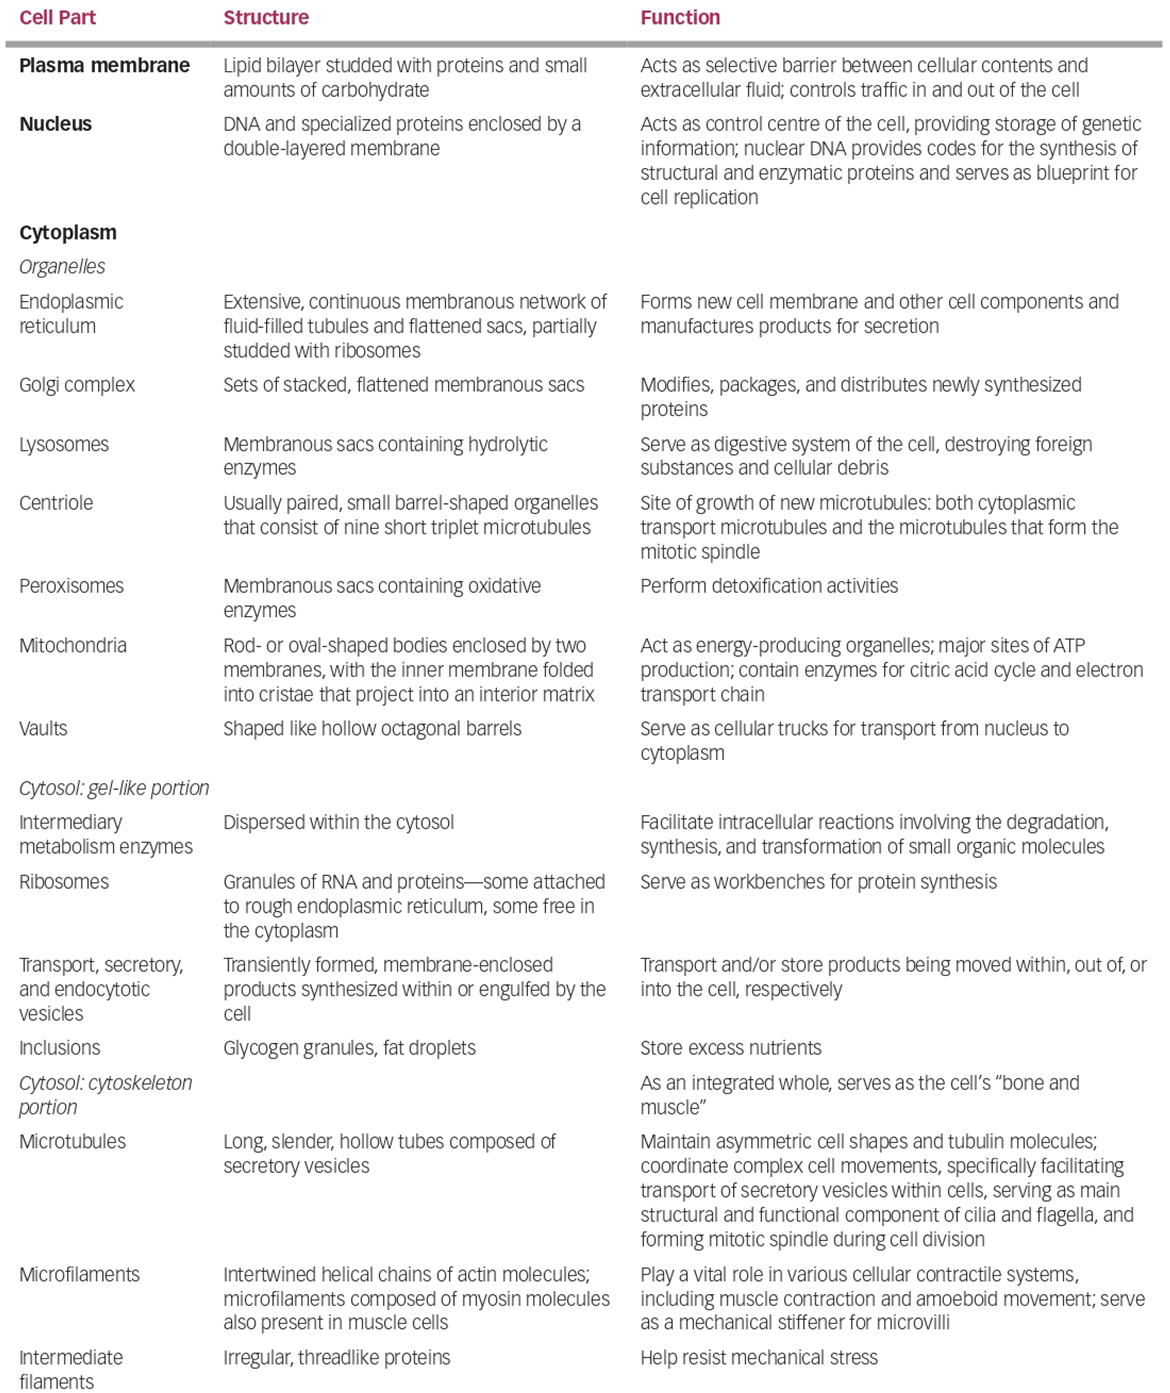 Cell Part Structure Function
Plasma membrane Lipid bilayer studded with proteins and small Acts as selective barrier between cellular contents and
amounts of carbohydrate extracellular fluid; controls traffic in and out of the cell
Nucleus DNA and specialized proteins enclosed by a Acts as control centre of the cell, providing storage of genetic
double-layered membrane information; nuclear DNA provides codes for the synthesis of
structural and enzymatic proteins and serves as blueprint for
cell replication
Cytoplasm
Organelles
Endoplasmic Extensive, continuous membranous network of Forms new cell membrane and other cell components and
reticulum fluid-filled tubules and flattened sacs, partially manufactures products for secretion
studded with ribosomes
Golgi complex Sets of stacked, flattened membranous sacs Modifies, packages, and distributes newly synthesized
proteins
Lysosomes Membranous sacs containing hydrolytic Serve as digestive system of the cell, destroying foreign
enzymes substances and cellular debris
Centriole Usually paired, small barrel-shaped organelles Site of growth of new microtubules: both cytoplasmic
that consist of nine short triplet microtubules transport microtubules and the microtubules that form the
mitotic spindle
Peroxisomes Membranous sacs containing oxidative Perform detoxification activities
enzymes
Mitochondria Rod- or oval-shaped bodies enclosed by two Act as energy-producing organelles; major sites of ATP
membranes, with the inner membrane folded production; contain enzymes for citric acid cycle and electron
into cristae that project into an interior matrix transport chain
Vaults Shaped like hollow octagonal barrels Serve as cellular trucks for transport from nucleus to
cytoplasm
Cytosol: gel-like portion
Intermediary Dispersed within the cytosol Facilitate intracellular reactions involving the degradation,
metabolism enzymes synthesis, and transformation of small organic molecules
Ribosomes Granules of RNA and proteins—some attached Serve as workbenches for protein synthesis
to rough endoplasmic reticulum, some free in
the cytoplasm
Transport, secretory, Transiently formed, membrane-enclosed Transport and/or store products being moved within, out of, or
and endocytotic products synthesized within or engulfed by the into the cell, respectively
vesicles cell
Inclusions Glycogen granules, fat droplets Store excess nutrients
Cytosol: cytoskeleton As an integrated whole, serves as the cell's “bone and
portion muscle”
Microtubules Long, slender, hollow tubes composed of Maintain asymmetric cell shapes and tubulin molecules;
secretory vesicles coordinate complex cell movements, specifically facilitating
transport of secretory vesicles within cells, serving as main
structural and functional component of cilia and flagella, and
forming mitotic spindle during cell division
Microfilaments Intertwined helical chains of actin molecules; Play a vital role in various cellular contractile systems,
microfilaments composed of myosin molecules including muscle contraction and amoeboid movement; serve
also present in muscle cells as a mechanical stiffener for microvilli
Intermediate Irregular, threadlike proteins Help resist mechanical stress
filaments